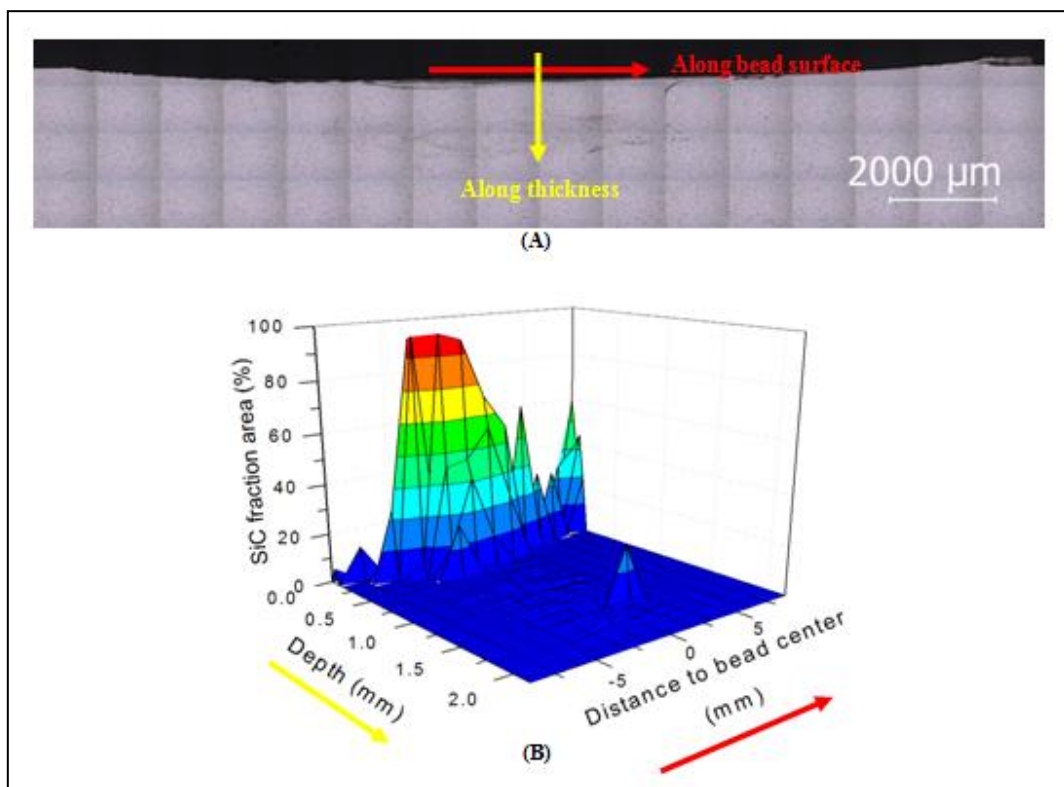 Along bead surface
Along thickness
2000 µm
(A)
100
80
60
40
20
0
SiC fraction area (%)
0.0
0.5
1.0
1.5
2.0
Depth (mm)
-5
0
5
Distance to bead center
(mm)
(B)